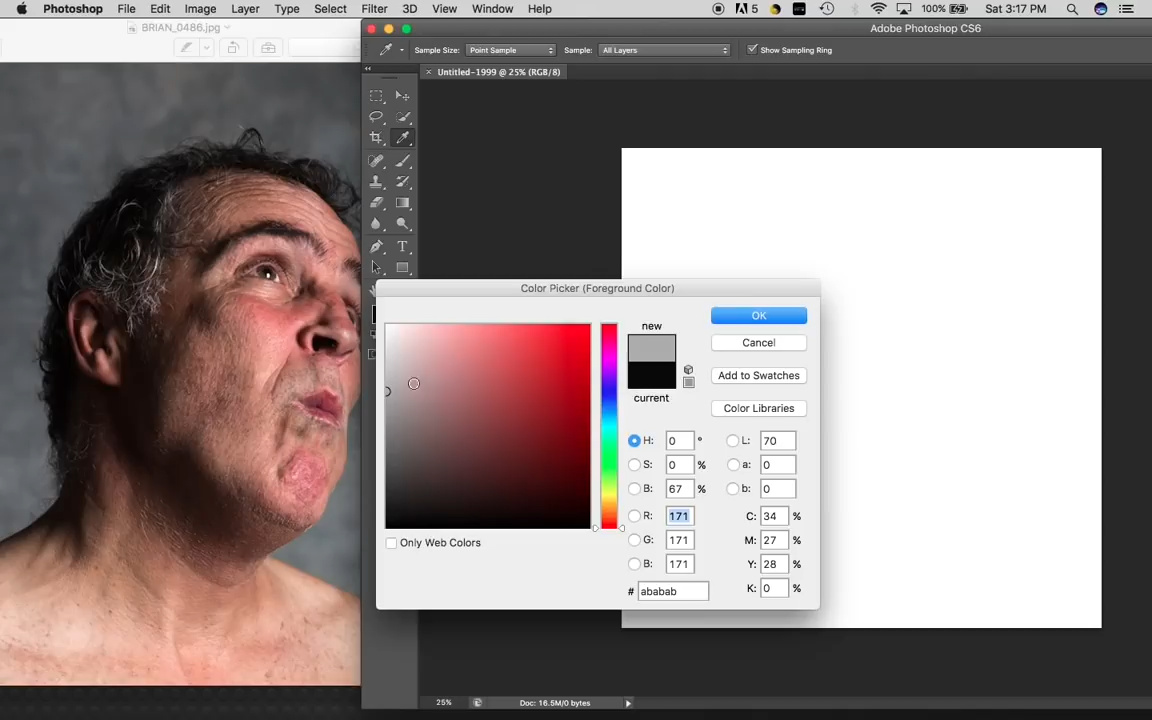 Photoshop File Edit Image Layer Type Select Filter 3D View Window Help 5 100% Sat 3:17 PM
BRIAN_0486.jpg
Adobe Photoshop CS6
Sample Size: Point Sample Sample: All Layers Show Sampling Ring
× Untitled-1999 @ 25% (RGB/8)
Color Picker (Foreground Color)
new
OK
Cancel
Add to Swatches
current
Color Libraries
H: 0 ° L: 70
S: 0 % a: 0
B: 67 % b: 0
R: 171 C: 34 %
G: 171 M: 27 %
Only Web Colors
B: 171 Y: 28 %
# ababab K: 0 %
25% Doc: 16.5M/0 bytes